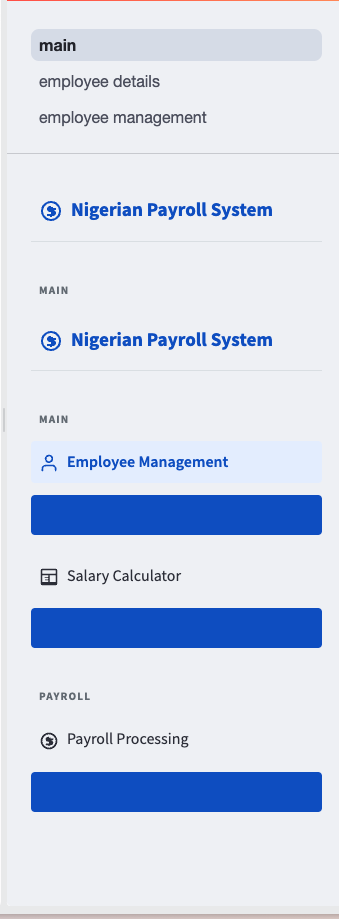 main
employee details
employee management
Nigerian Payroll System
MAIN
Nigerian Payroll System
MAIN
Employee Management
Salary Calculator
PAYROLL
Payroll Processing